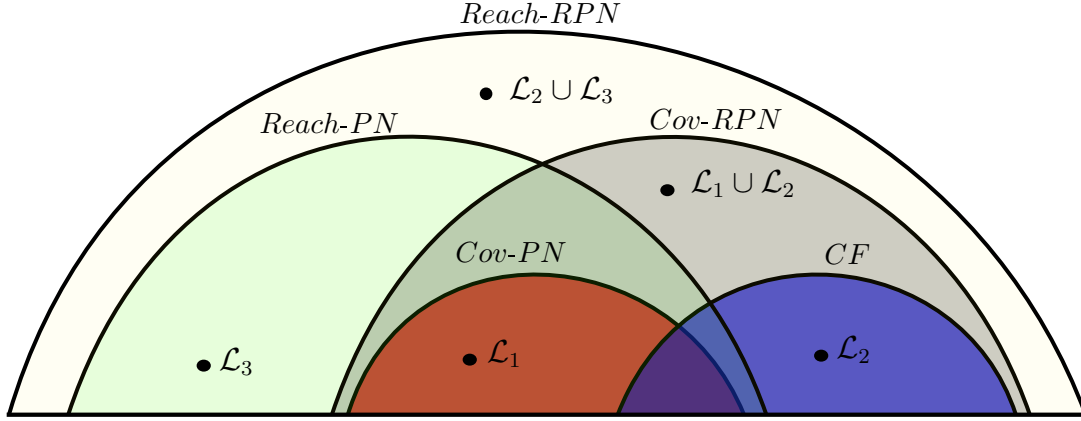 Reach-RPN
ℒ₂ ∪ ℒ₃
Reach-PN
Cov-RPN
ℒ₁ ∪ ℒ₂
Cov-PN
CF
ℒ₃
ℒ₁
ℒ₂